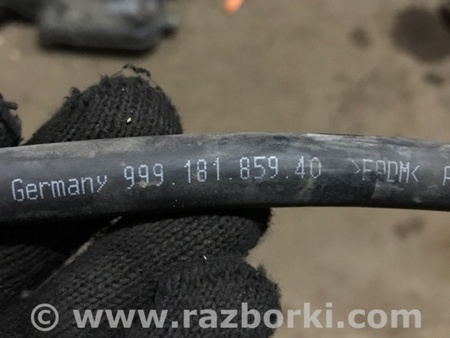 Germany 999.181.859.40 >EPDM<
© www.razborki.com